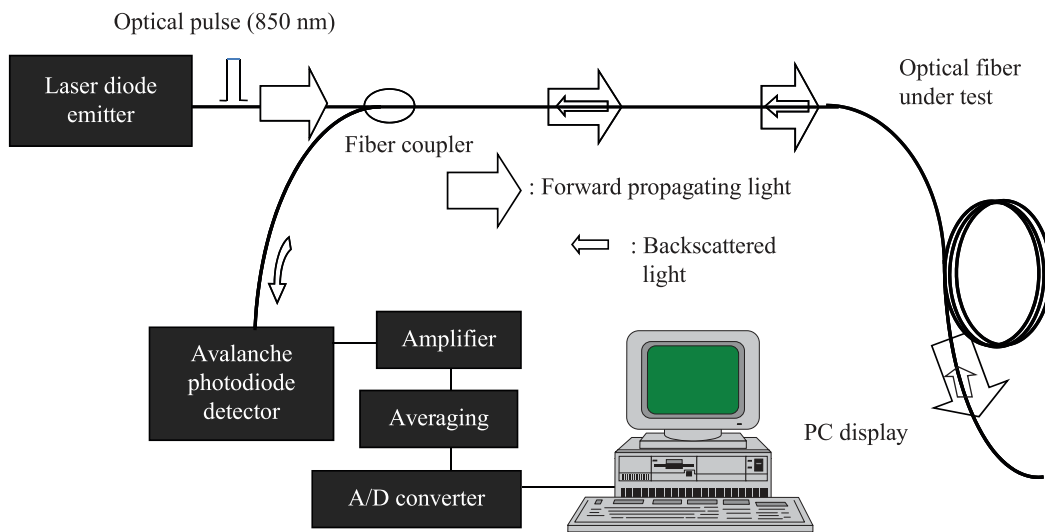 Optical pulse (850 nm)
Laser diode
emitter
Fiber coupler
Optical fiber
under test
: Forward propagating light
: Backscattered
light
Avalanche
photodiode
detector
Amplifier
Averaging
A/D converter
PC display